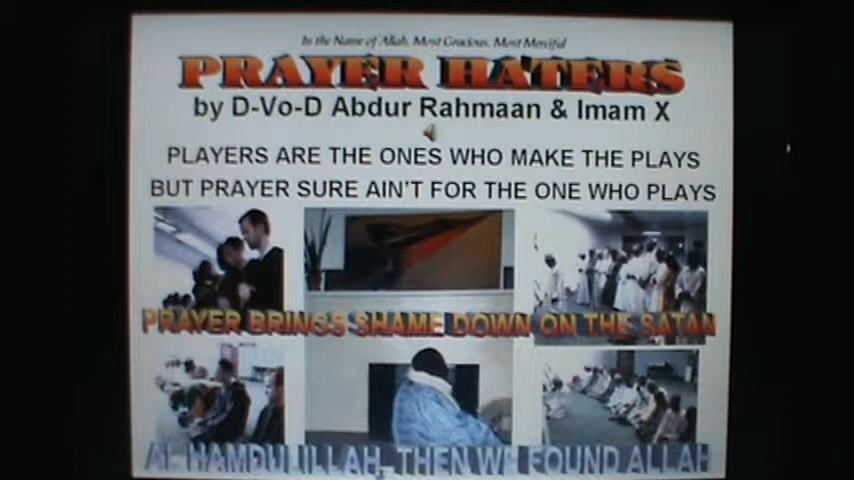 In the Name of Allah, Most Gracious, Most Merciful
PRAYER HATERS
by D-Vo-D Abdur Rahmaan & Imam X
PLAYERS ARE THE ONES WHO MAKE THE PLAYS
BUT PRAYER SURE AIN'T FOR THE ONE WHO PLAYS
PRAYER BRINGS SHAME DOWN ON THE SATAN
AL HAMDULILLAH, THEN WE FOUND ALLAH